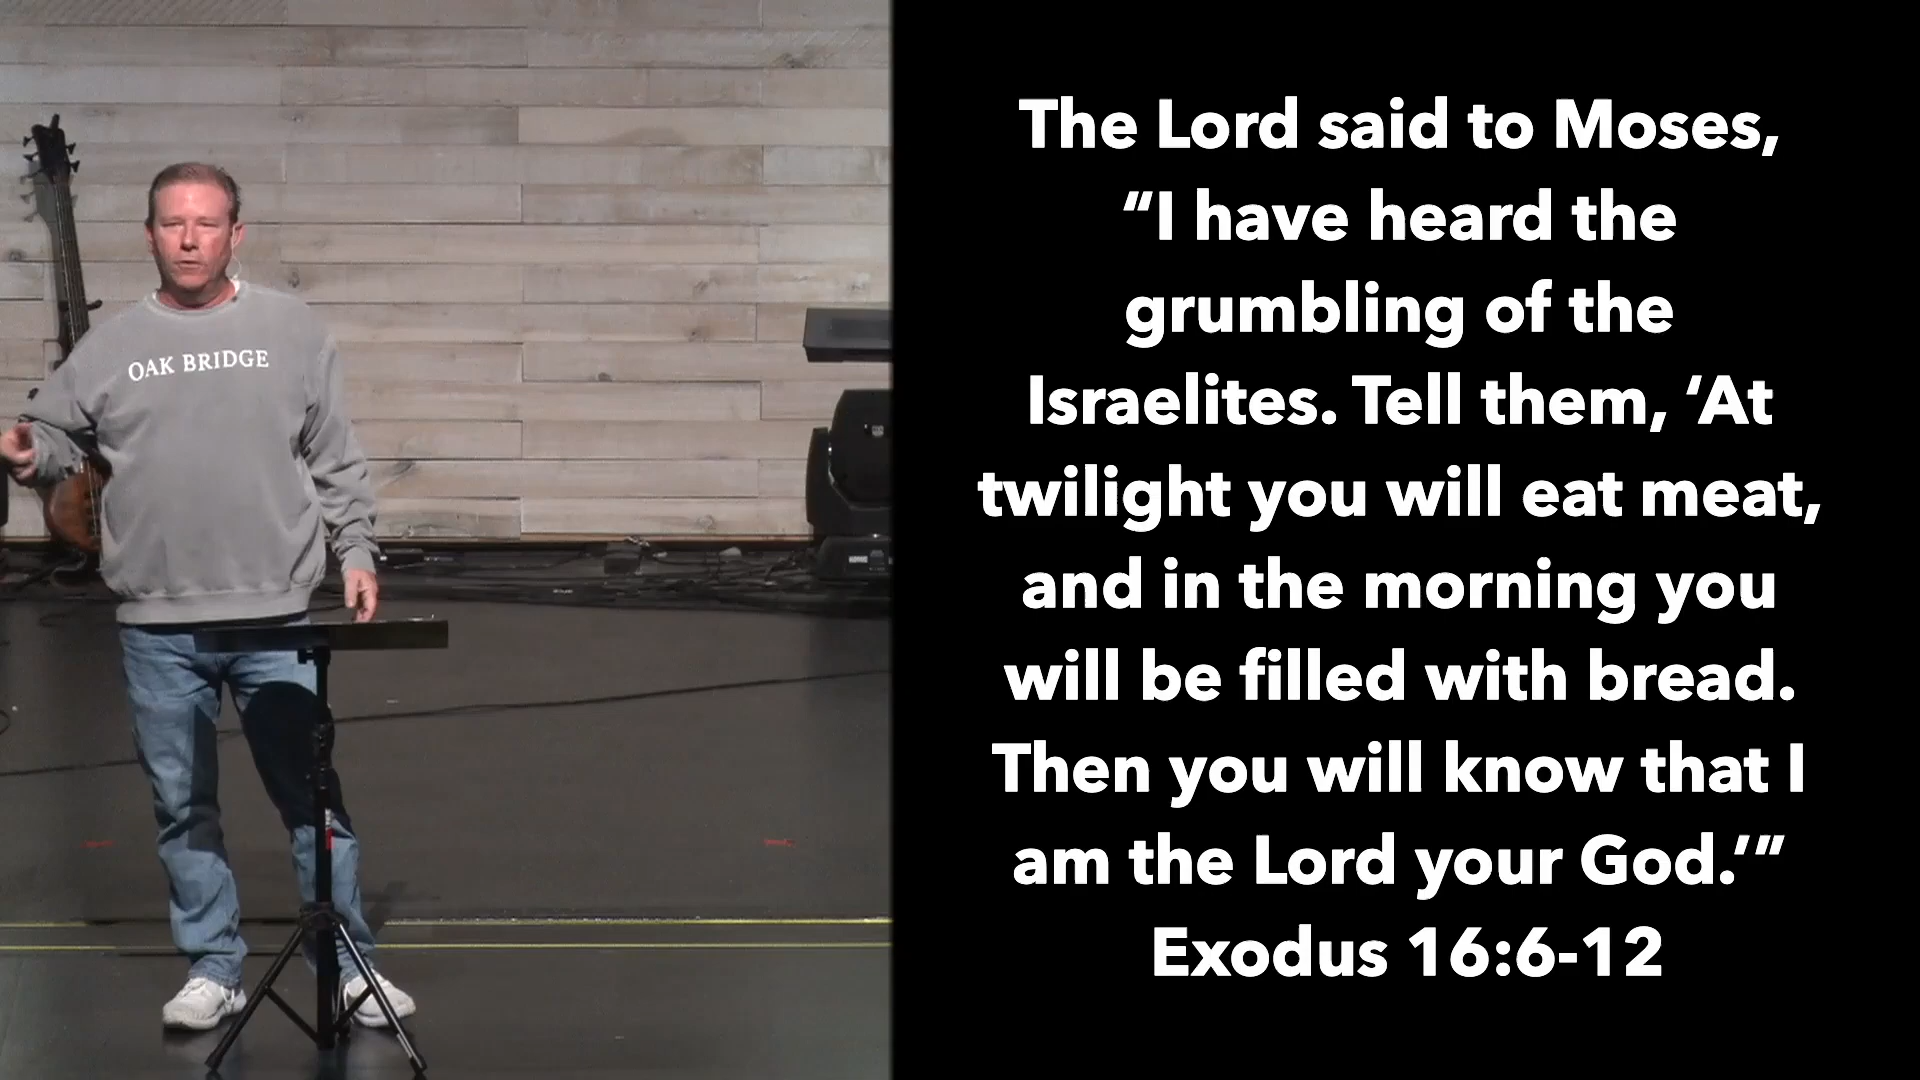 OAK BRIDGE
The Lord said to Moses,
“I have heard the
grumbling of the
Israelites. Tell them, ‘At
twilight you will eat meat,
and in the morning you
will be filled with bread.
Then you will know that I
am the Lord your God.’”
Exodus 16:6-12